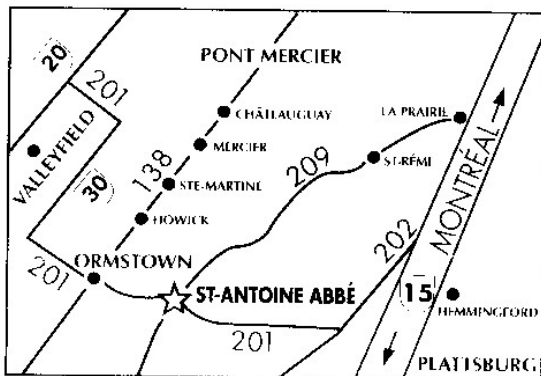 20
201
PONT MERCIER
CHÂTLAUGUAY
LA PRAIRIE
MERCIER
VALLEYFIELD
138
209
ST-RÉMI
STE-MARTINE
30
HOWICK
MONTRÉAL
202
ORMSTOWN
201
ST-ANTOINE ABBÉ
15
HEMMINGFORD
201
PLATTSBURG